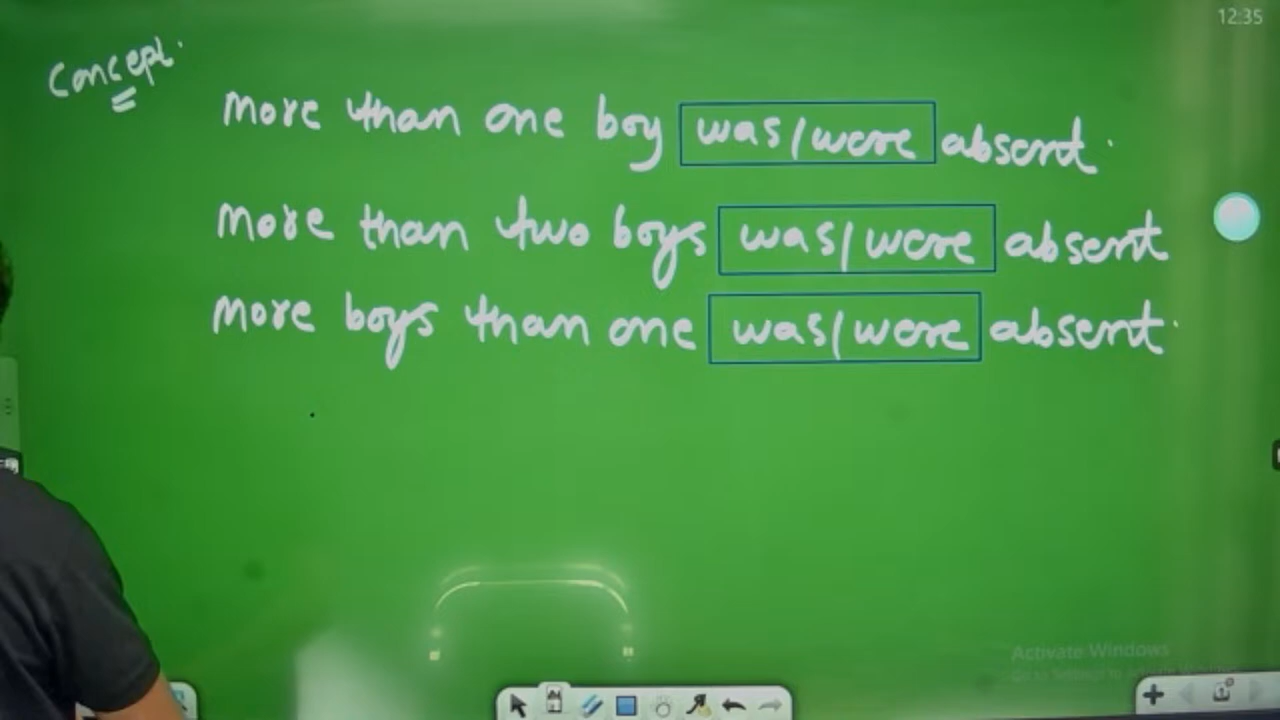 12:35
Concept.
More than one boy was/were absent.
More than two boys was/were absent
More boys than one was/were absent.
Activate Windows